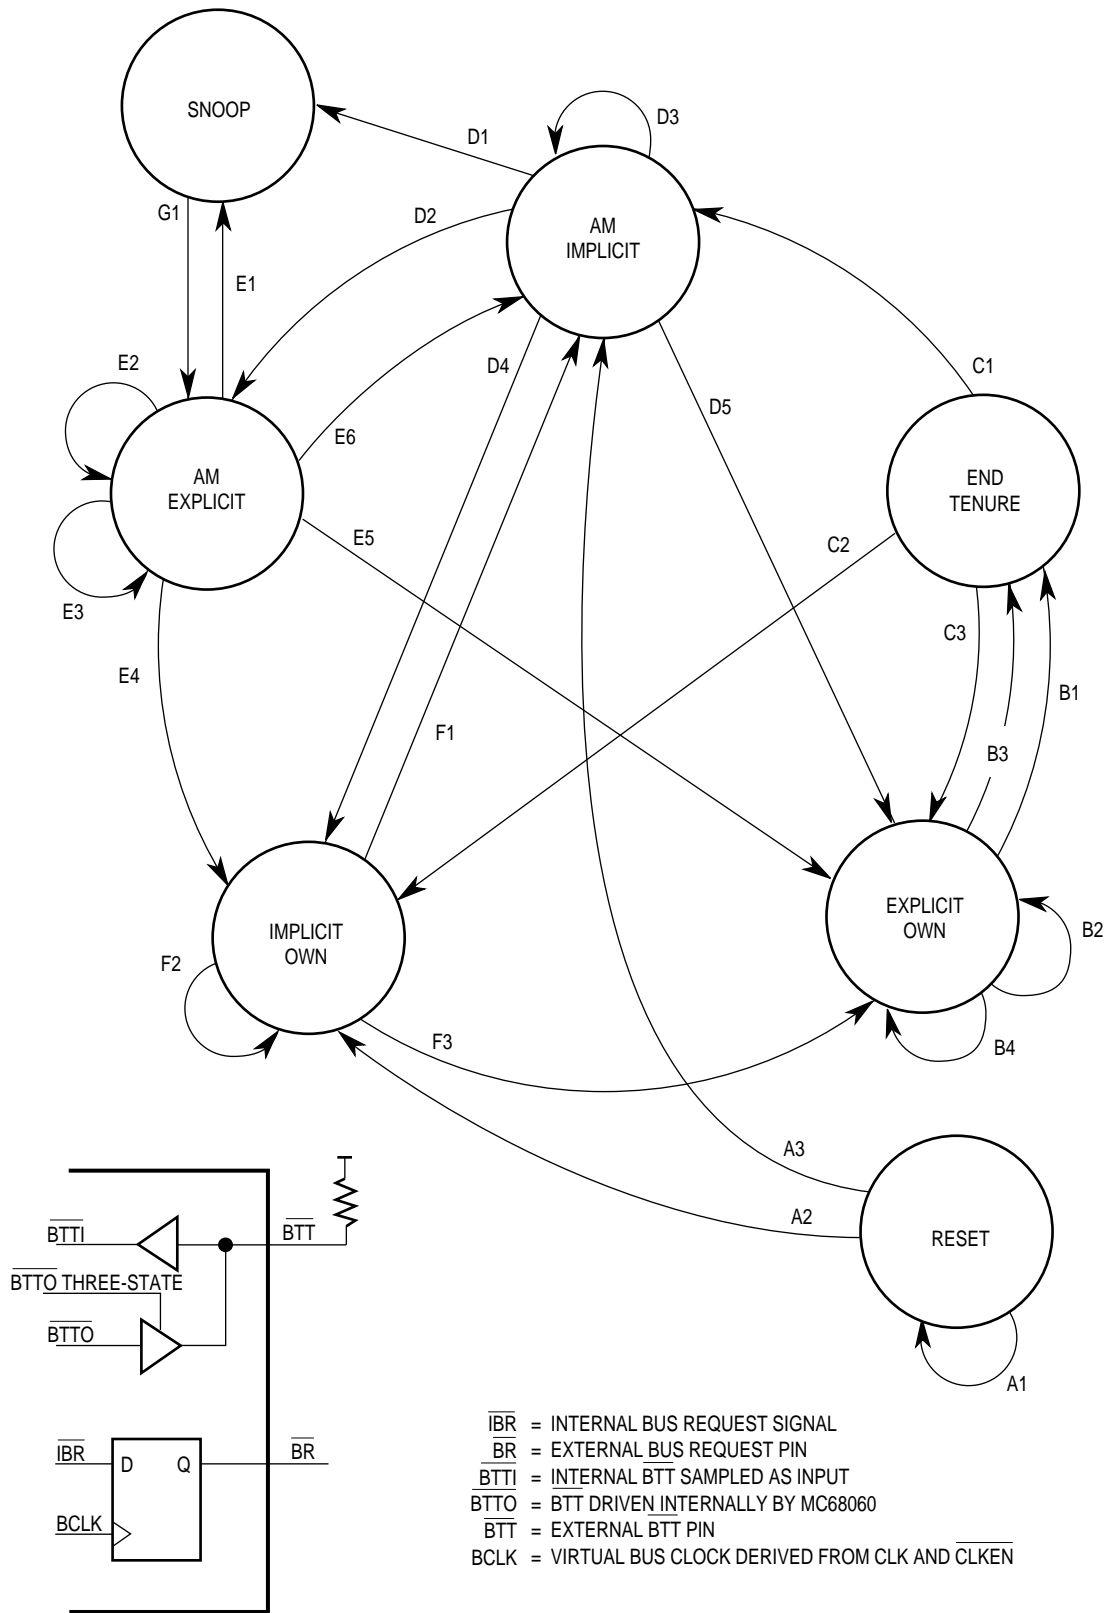 SNOOP
D3
D1
AM
IMPLICIT
G1
D2
E1
E2
D4
C1
D5
E6
AM
EXPLICIT
END
TENURE
E5
C2
E3
C3
E4
B1
F1
B3
EXPLICIT
OWN
IMPLICIT
OWN
B2
F2
F3
B4
A3
A2
RESET
A1
BTTI
BTT
BTTO THREE-STATE
BTTO
IBR
D Q
BR
BCLK
IBR = INTERNAL BUS REQUEST SIGNAL
BR = EXTERNAL BUS REQUEST PIN
BTTI = INTERNAL BTT SAMPLED AS INPUT
BTTO = BTT DRIVEN INTERNALLY BY MC68060
BTT = EXTERNAL BTT PIN
BCLK = VIRTUAL BUS CLOCK DERIVED FROM CLK AND CLKEN